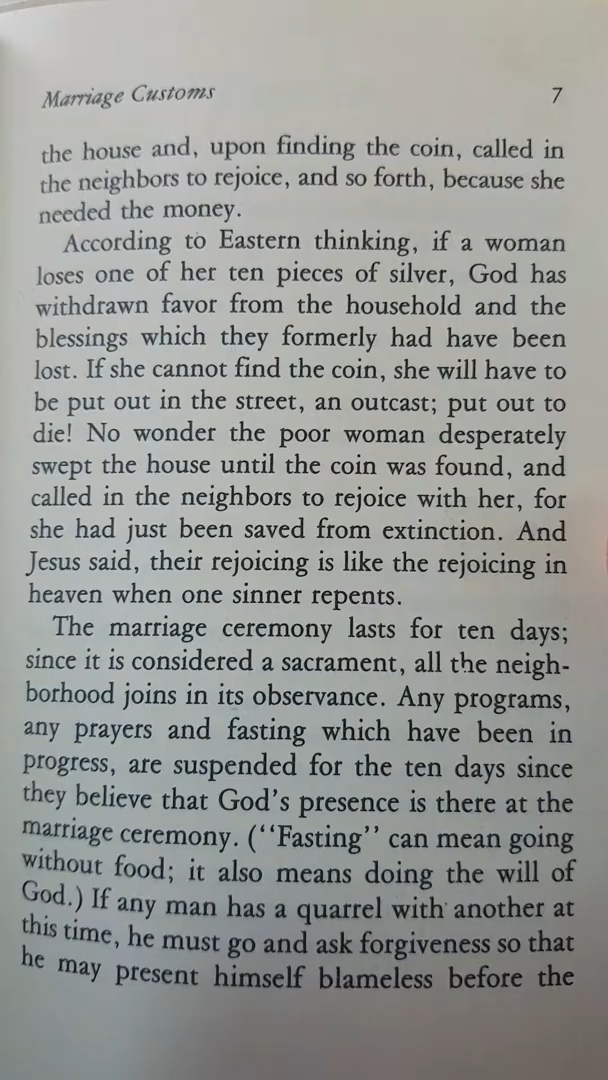 Marriage Customs 7
the house and, upon finding the coin, called in
the neighbors to rejoice, and so forth, because she
needed the money.
According to Eastern thinking, if a woman
loses one of her ten pieces of silver, God has
withdrawn favor from the household and the
blessings which they formerly had have been
lost. If she cannot find the coin, she will have to
be put out in the street, an outcast; put out to
die! No wonder the poor woman desperately
swept the house until the coin was found, and
called in the neighbors to rejoice with her, for
she had just been saved from extinction. And
Jesus said, their rejoicing is like the rejoicing in
heaven when one sinner repents.
The marriage ceremony lasts for ten days;
since it is considered a sacrament, all the neigh-
borhood joins in its observance. Any programs,
any prayers and fasting which have been in
progress, are suspended for the ten days since
they believe that God's presence is there at the
marriage ceremony. (‘‘Fasting’’ can mean going
without food; it also means doing the will of
God.) If any man has a quarrel with another at
this time, he must go and ask forgiveness so that
he may present himself blameless before the